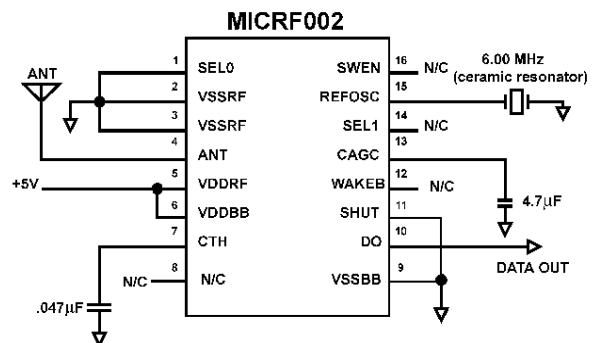 MICRF002
ANT
+5V
.047μF
N/C
1 SEL0
2 VSSRF
3 VSSRF
4 ANT
5 VDDRF
6 VDDBB
7 CTH
8 N/C
SWEN 16 N/C
REFOSC 15
SEL1 14 N/C
CAGC 13
WAKEB 12 N/C
SHUT 11
DO 10
VSSBB 9
6.00 MHz
(ceramic resonator)
4.7μF
DATA OUT